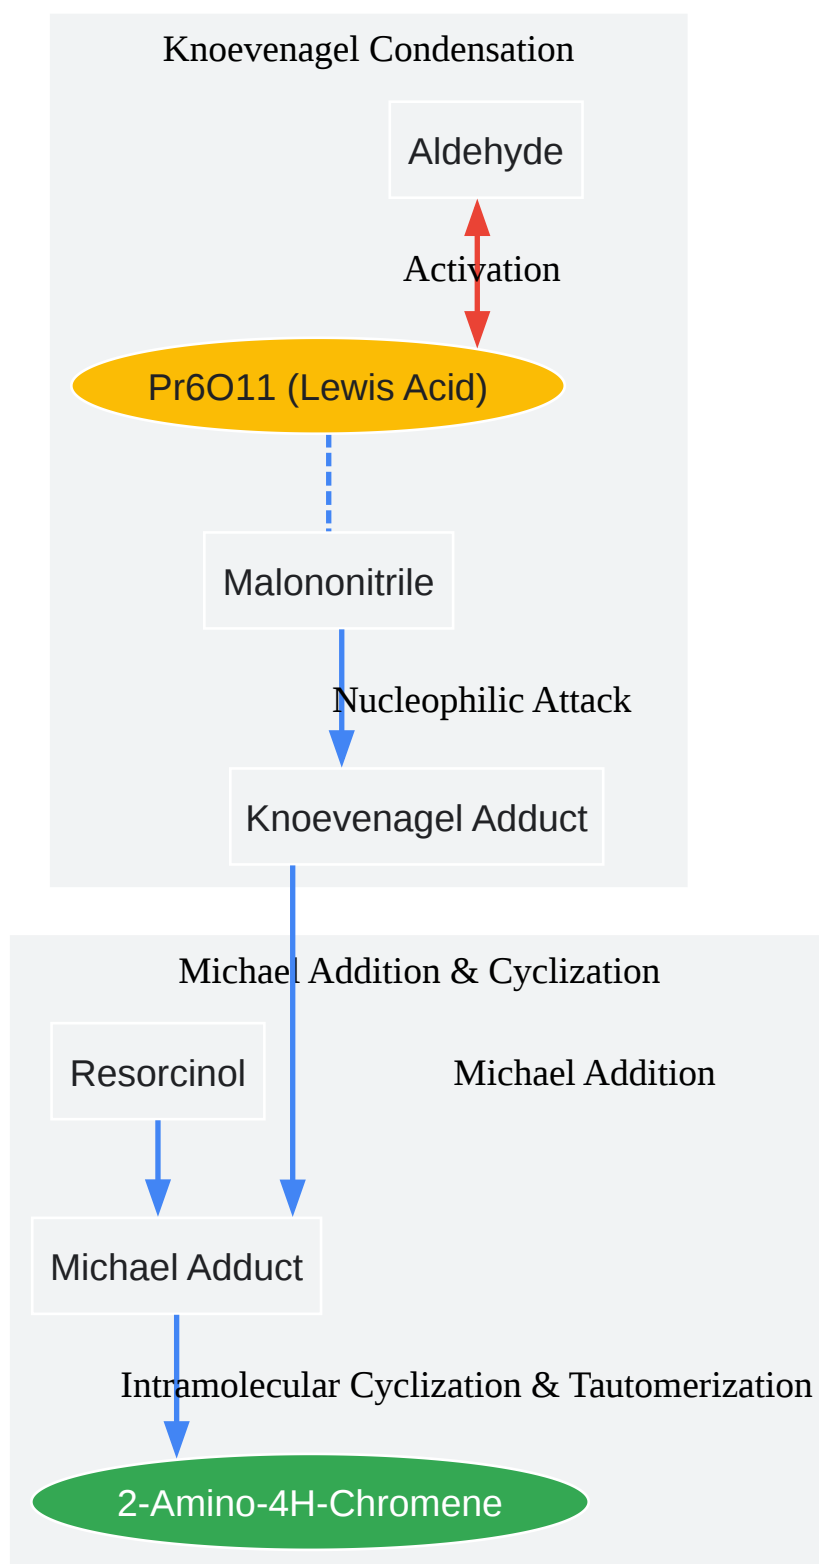 Knoevenagel Condensation
Aldehyde
Activation
Pr6O11 (Lewis Acid)
Malononitrile
Nucleophilic Attack
Knoevenagel Adduct
Michael Addition & Cyclization
Resorcinol
Michael Addition
Michael Adduct
Intramolecular Cyclization & Tautomerization
2-Amino-4H-Chromene